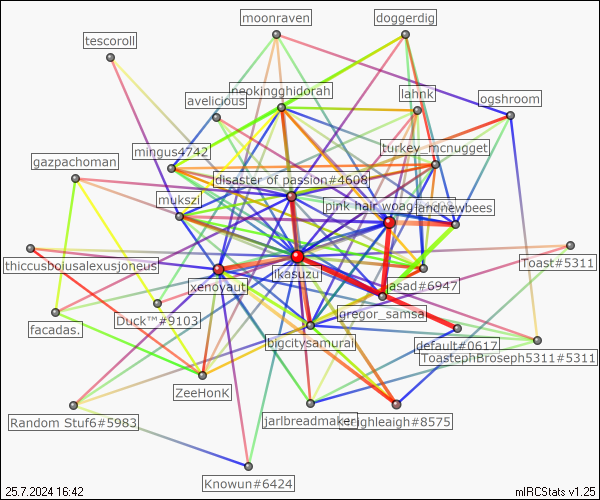 moonraven
doggerdig
tescoroll
neokingghidorah
lahnk
avelicious
ogshroom
mingus4742
turkey_mcnugget
gazpachoman
disaster of passion#4608
mukszi
pink hair woag
andnewbees
thiccusboiusalexusjoneus
xenoyaut
ikasuzu
asad#6947
Toast#5311
facadas.
Duck™#9103
gregor_samsa
bigcitysamurai
default#0617
ToastephBroseph5311#5311
ZeeHonK
Random Stuf6#5983
jarlbreadmaker
leighleigh#8575
Knowun#6424
25.7.2024 16:42
mIRCStats v1.25